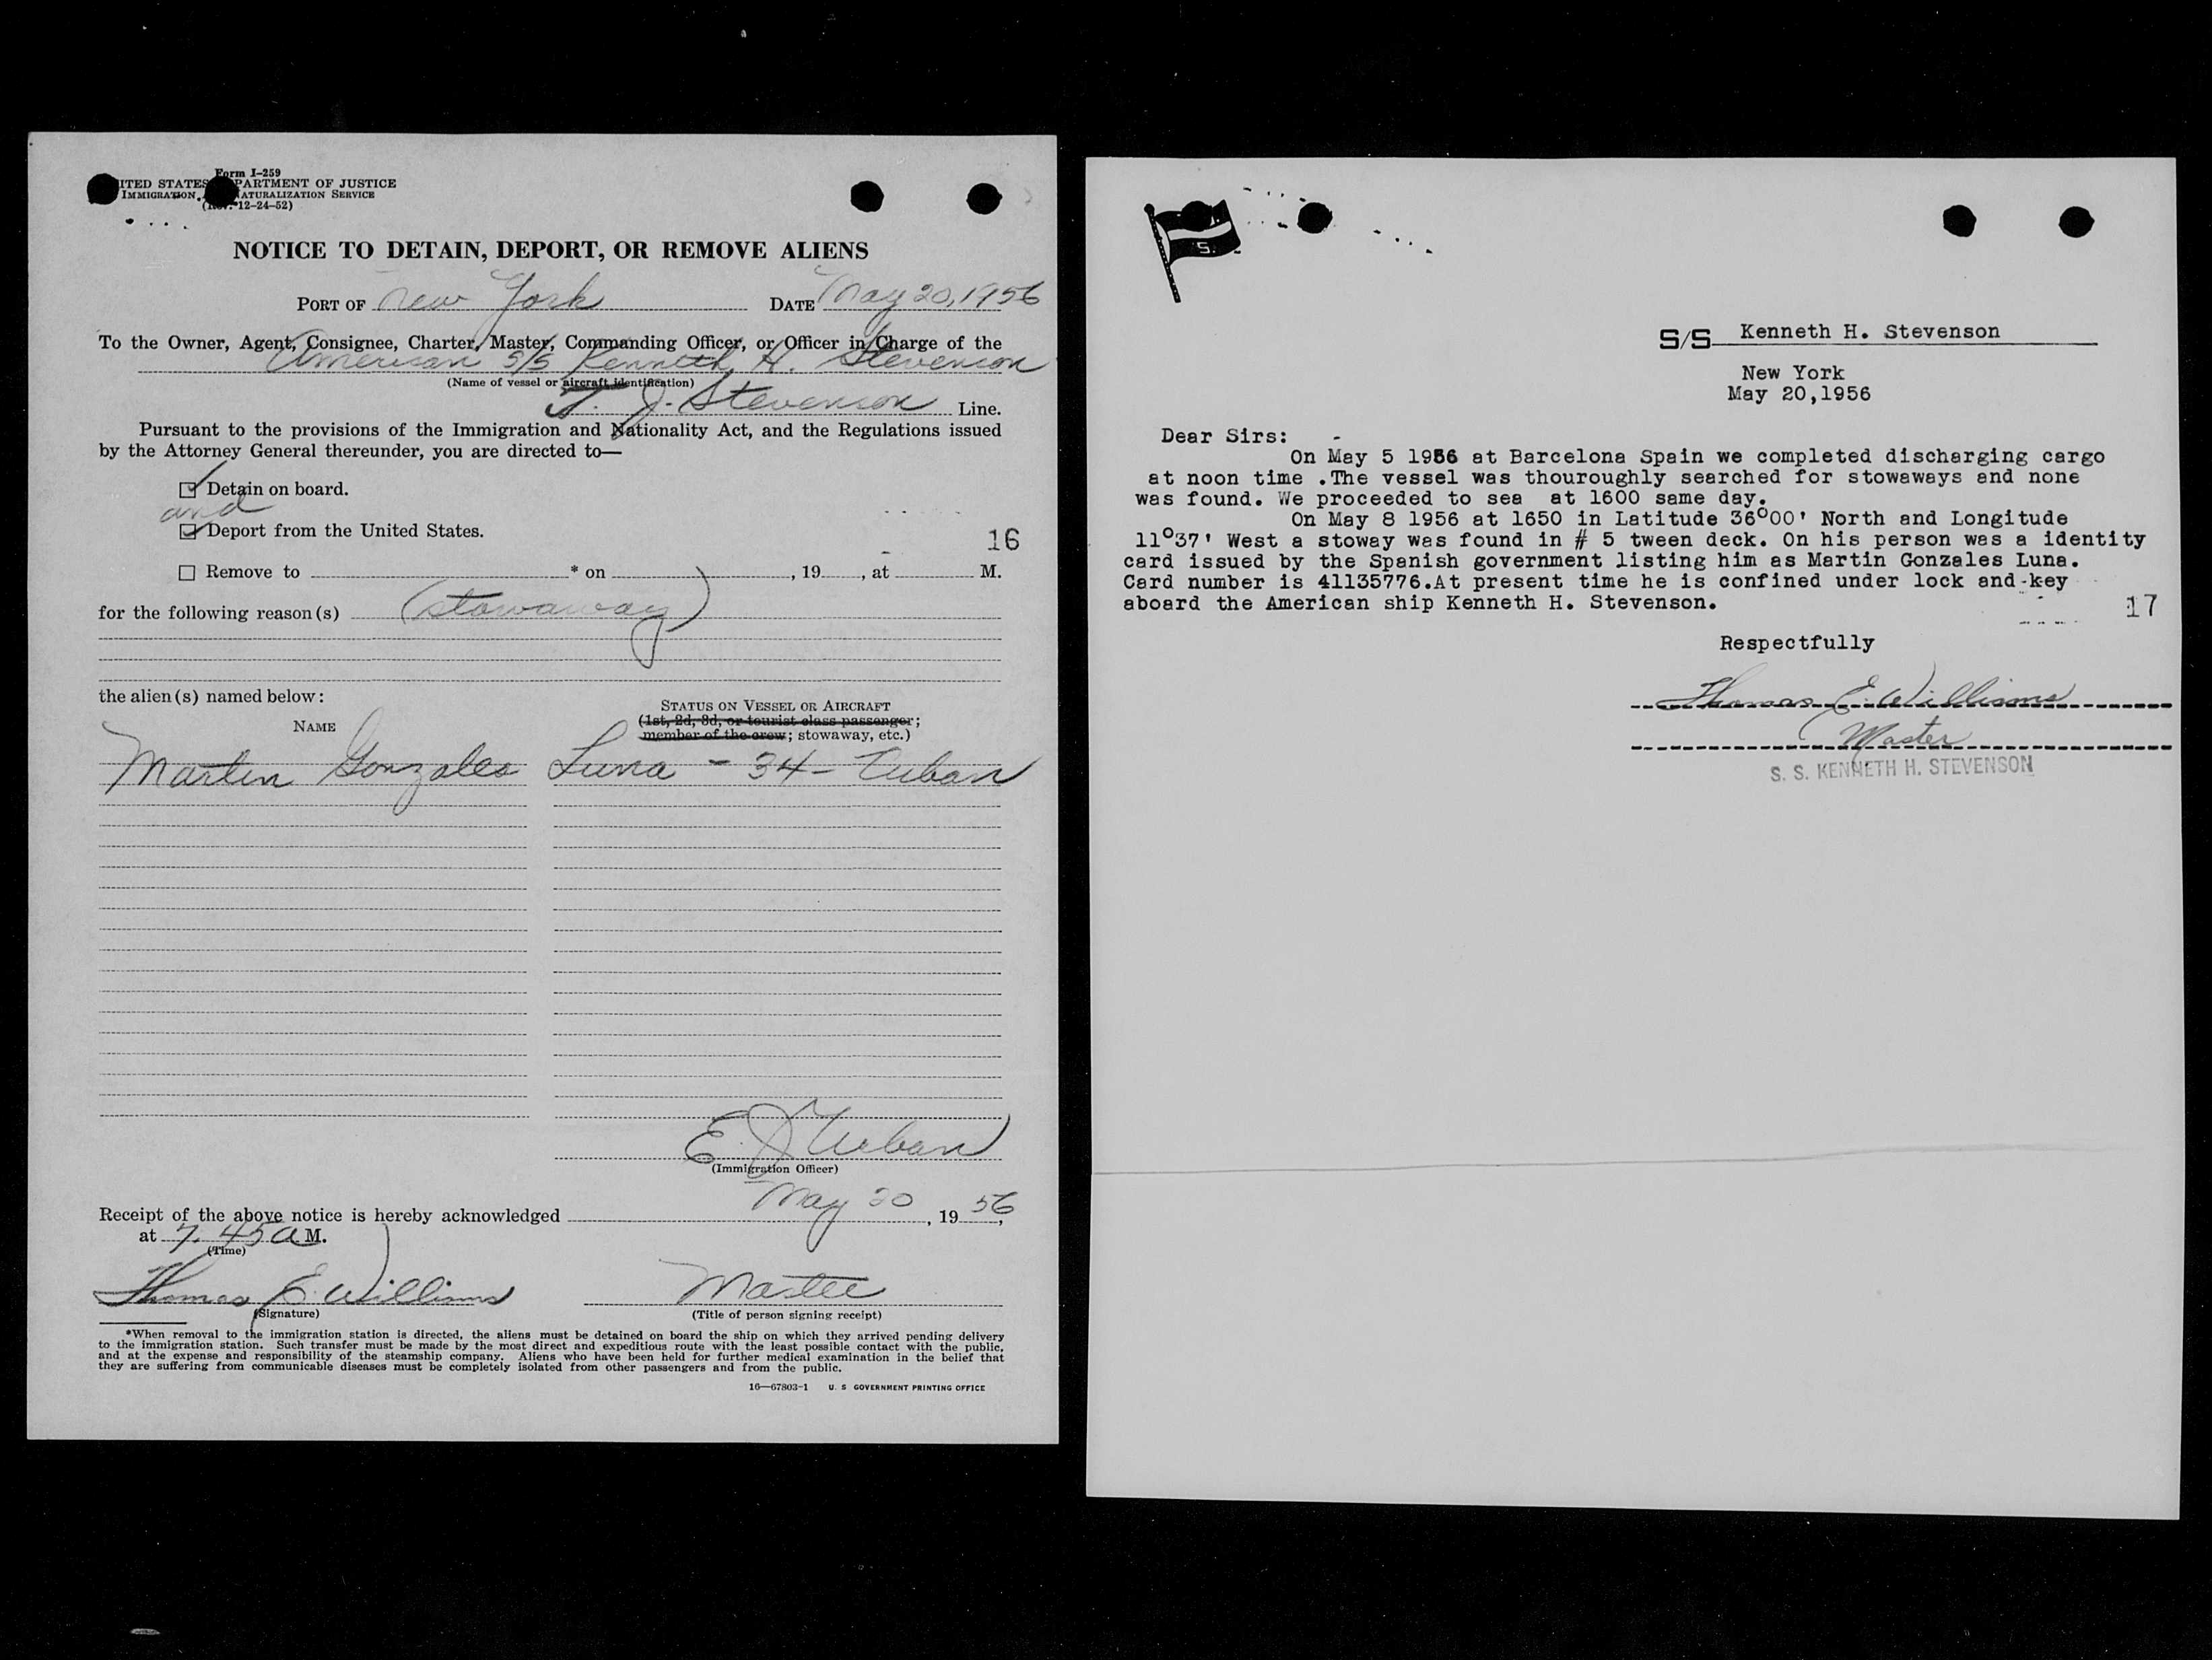 Form I-259
ITED STATES PARTMENT OF JUSTICE
IMMIGRATION ATURALIZATION SERVICE
12-24-52)
NOTICE TO DETAIN, DEPORT, OR REMOVE ALIENS
PORT OF New York DATE May 20, 1956
To the Owner, Agent, Consignee, Charter, Master, Commanding Officer, or Officer in Charge of the
American S/S Kenneth H. Stevenson
(Name of vessel or aircraft identification)
T. J. Stevenson Line.
Pursuant to the provisions of the Immigration and Nationality Act, and the Regulations issued
by the Attorney General thereunder, you are directed to—
Detain on board.
and
Deport from the United States.
16
Remove to * on , 19 , at M.
for the following reason(s) (stowaway)
the alien(s) named below:
STATUS ON VESSEL OR AIRCRAFT
NAME
(1st, 2d, 3d, or tourist class passenger;
member of the crew; stowaway, etc.)
Martin Gonzales Luna - 34 - Cuban
E. J. Urban
(Immigration Officer)
Receipt of the above notice is hereby acknowledged May 20, 1956,
at 7.45 a M.
(Time)
Thomas E. Williams Master
(Signature) (Title of person signing receipt)
*When removal to the immigration station is directed, the aliens must be detained on board the ship on which they arrived pending delivery
to the immigration station. Such transfer must be made by the most direct and expeditious route with the least possible contact with the public,
and at the expense and responsibility of the steamship company. Aliens who have been held for further medical examination in the belief that
they are suffering from communicable diseases must be completely isolated from other passengers and from the public.
16—67803-1 U. S GOVERNMENT PRINTING OFFICE
S.
S/S Kenneth H. Stevenson
New York
May 20,1956
Dear Sirs:
On May 5 1956 at Barcelona Spain we completed discharging cargo
at noon time .The vessel was thouroughly searched for stowaways and none
was found. We proceeded to sea at 1600 same day.
On May 8 1956 at 1650 in Latitude 36°00' North and Longitude
11°37' West a stoway was found in # 5 tween deck. On his person was a identity
card issued by the Spanish government listing him as Martin Gonzales Luna.
Card number is 41135776.At present time he is confined under lock and-key
aboard the American ship Kenneth H. Stevenson.
17
Respectfully
Thomas E. Williams
Master
S. S. KENNETH H. STEVENSON